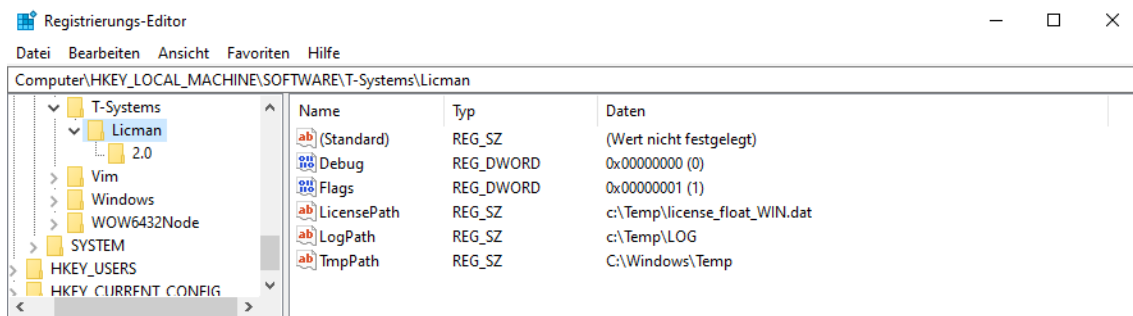 Registrierungs-Editor
Datei Bearbeiten Ansicht Favoriten Hilfe
Computer\HKEY_LOCAL_MACHINE\SOFTWARE\T-Systems\Licman
T-Systems
Licman
2.0
Vim
Windows
WOW6432Node
SYSTEM
HKEY_USERS
HKEY_CURRENT_CONFIG
Name Typ Daten
(Standard) REG_SZ (Wert nicht festgelegt)
Debug REG_DWORD 0x00000000 (0)
Flags REG_DWORD 0x00000001 (1)
LicensePath REG_SZ c:\Temp\license_float_WIN.dat
LogPath REG_SZ c:\Temp\LOG
TmpPath REG_SZ C:\Windows\Temp